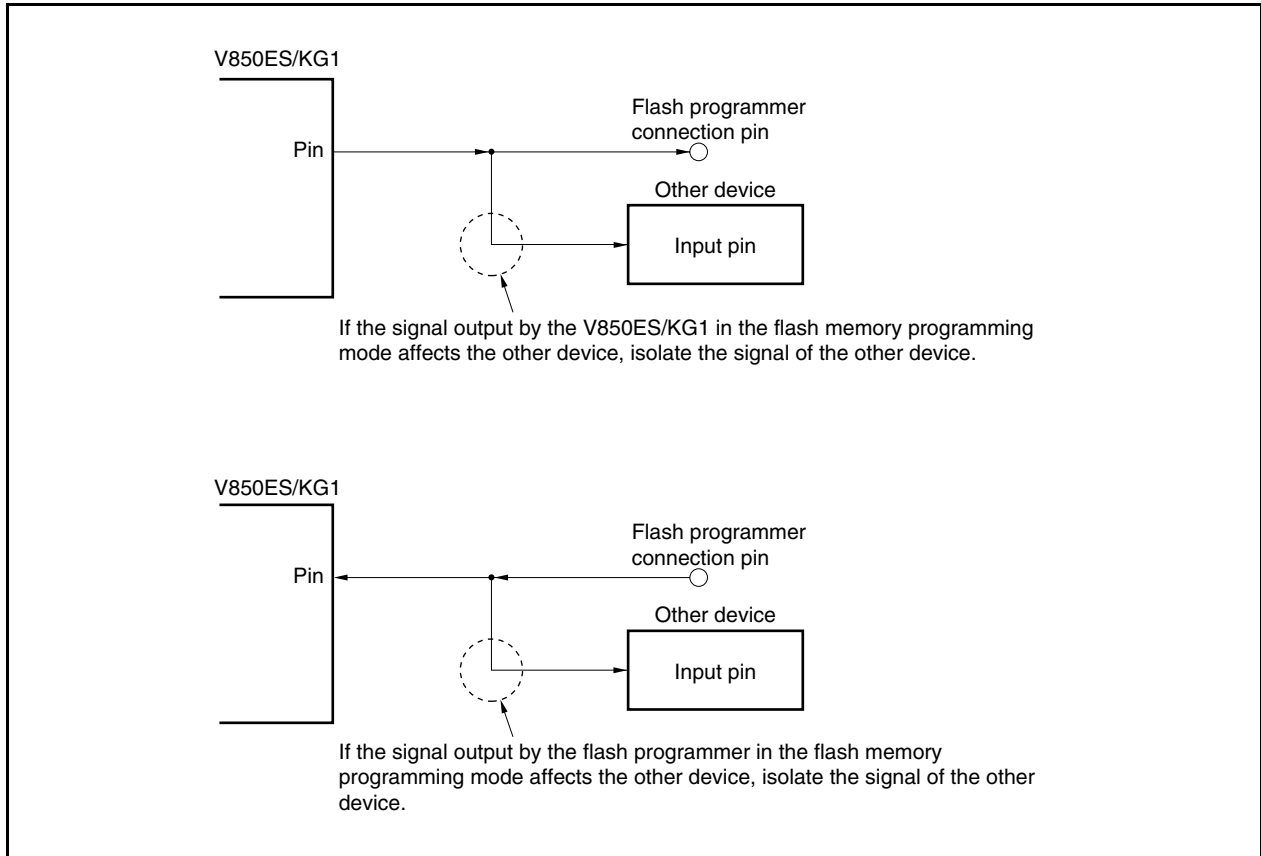 V850ES/KG1
Flash programmer
connection pin
Pin
Other device
Input pin
If the signal output by the V850ES/KG1 in the flash memory programming
mode affects the other device, isolate the signal of the other device.
V850ES/KG1
Flash programmer
connection pin
Pin
Other device
Input pin
If the signal output by the flash programmer in the flash memory
programming mode affects the other device, isolate the signal of the other
device.